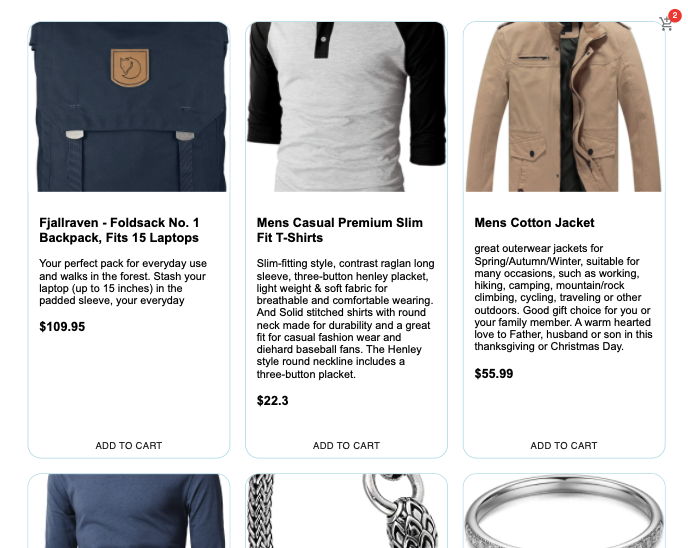 2
Fjallraven - Foldsack No. 1
Backpack, Fits 15 Laptops
Your perfect pack for everyday use
and walks in the forest. Stash your
laptop (up to 15 inches) in the
padded sleeve, your everyday
$109.95
ADD TO CART
Mens Casual Premium Slim
Fit T-Shirts
Slim-fitting style, contrast raglan long
sleeve, three-button henley placket,
light weight & soft fabric for
breathable and comfortable wearing.
And Solid stitched shirts with round
neck made for durability and a great
fit for casual fashion wear and
diehard baseball fans. The Henley
style round neckline includes a
three-button placket.
$22.3
ADD TO CART
Mens Cotton Jacket
great outerwear jackets for
Spring/Autumn/Winter, suitable for
many occasions, such as working,
hiking, camping, mountain/rock
climbing, cycling, traveling or other
outdoors. Good gift choice for you or
your family member. A warm hearted
love to Father, husband or son in this
thanksgiving or Christmas Day.
$55.99
ADD TO CART